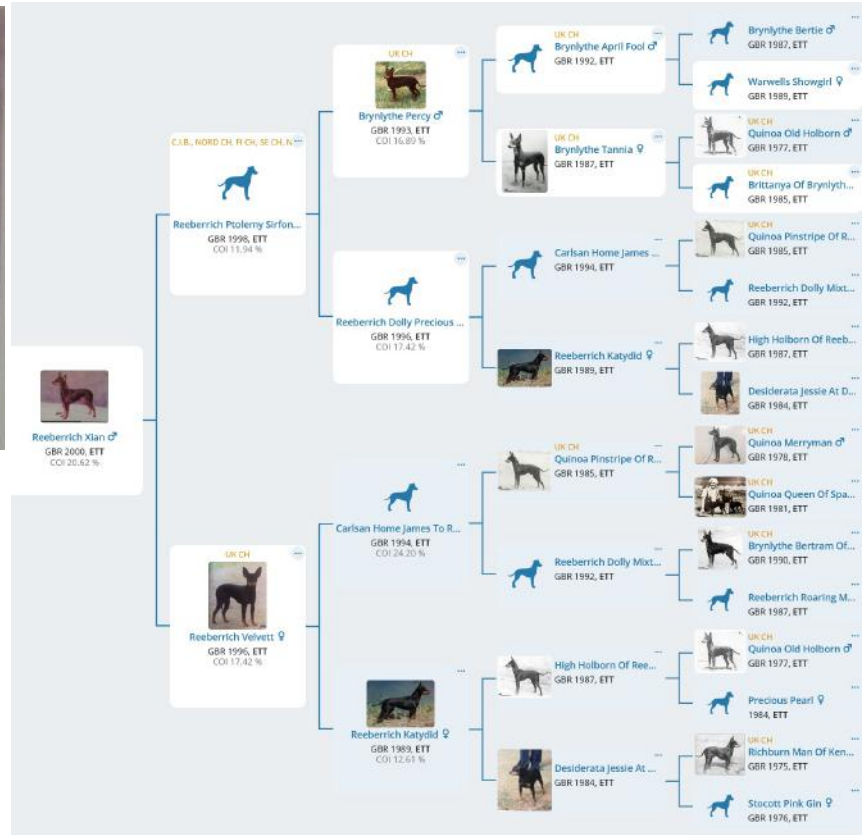 Reeberrich Xian ♂
GBR 2000, ETT
COI 20.62 %
C.I.B., NORD CH, FI CH, SE CH, N...
Reeberrich Ptolemy Sirfon...
GBR 1998, ETT
COI 11.94 %
UK CH
Reeberrich Velvett ♀
GBR 1996, ETT
COI 17.42 %
UK CH
Brynlythe Percy ♂
GBR 1993, ETT
COI 16.89 %
Reeberrich Dolly Precious ...
GBR 1996, ETT
COI 17.42 %
Carlsan Home James To R...
GBR 1994, ETT
COI 24.20 %
Reeberrich Katydid ♀
GBR 1989, ETT
COI 12.61 %
UK CH
Brynlythe April Fool ♂
GBR 1992, ETT
UK CH
Brynlythe Tannia ♀
GBR 1987, ETT
Carlsan Home James ...
GBR 1994, ETT
Reeberrich Katydid ♀
GBR 1989, ETT
UK CH
Quinoa Pinstripe Of R...
GBR 1985, ETT
Reeberrich Dolly Mixt...
GBR 1992, ETT
High Holborn Of Ree...
GBR 1987, ETT
Desiderata Jessie At ...
GBR 1984, ETT
Brynlythe Bertie ♂
GBR 1987, ETT
Warwells Showgirl ♀
GBR 1989, ETT
UK CH
Quinoa Old Holborn ♂
GBR 1977, ETT
UK CH
Brittanya Of Brynlyth...
GBR 1985, ETT
UK CH
Quinoa Pinstripe Of R...
GBR 1985, ETT
Reeberrich Dolly Mixt...
GBR 1992, ETT
High Holborn Of Reeb...
GBR 1987, ETT
Desiderata Jessie At D...
GBR 1984, ETT
UK CH
Quinoa Merryman ♂
GBR 1978, ETT
UK CH
Quinoa Queen Of Spa...
GBR 1981, ETT
UK CH
Brynlythe Bertram Of...
GBR 1990, ETT
Reeberrich Roaring M...
GBR 1987, ETT
UK CH
Quinoa Old Holborn ♂
GBR 1977, ETT
Precious Pearl ♀
1984, ETT
UK CH
Richburn Man Of Ken...
GBR 1975, ETT
Stocott Pink Gin ♀
GBR 1976, ETT